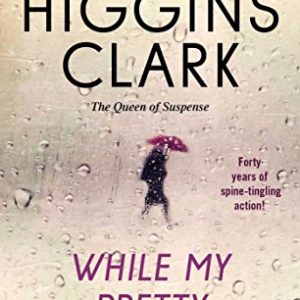 HIGGINS
CLARK
The Queen of Suspense
Forty
years of
spine-tingling
action!
WHILE MY
PRETTY